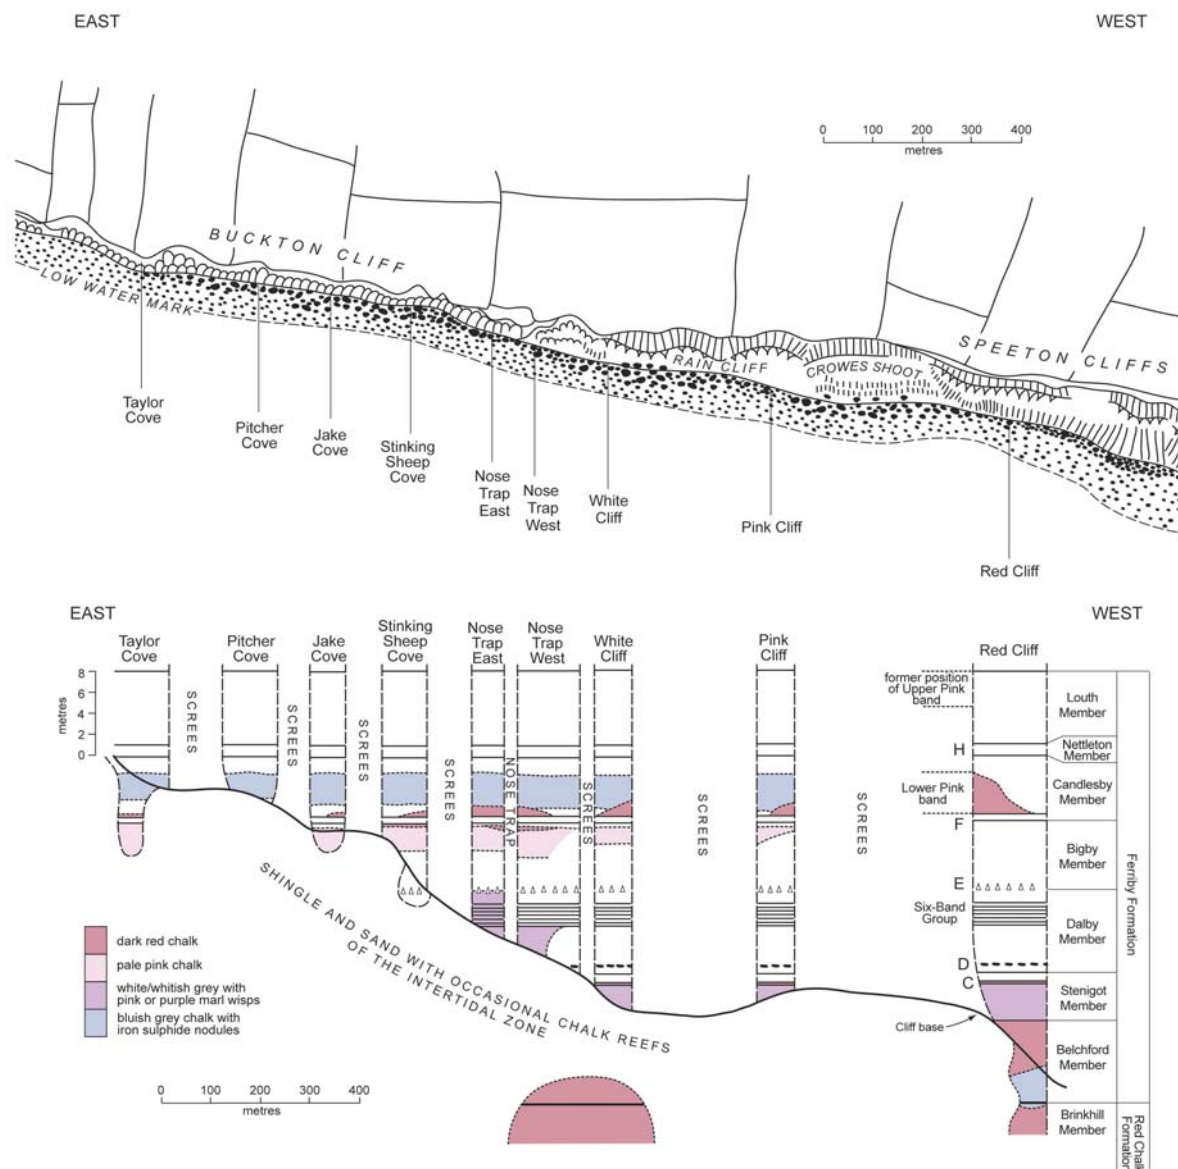 EAST
WEST
0 100 200 300 400
metres
BUCKTON CLIFF
LOW WATER MARK
RAIN CLIFF
CROWES SHOOT
SPEETON CLIFFS
Taylor
Cove
Pitcher
Cove
Jake
Cove
Stinking
Sheep
Cove
Nose
Trap
East
Nose
Trap
West
White
Cliff
Pink Cliff
Red Cliff
EAST
WEST
Taylor
Cove
Pitcher
Cove
Jake
Cove
Stinking
Sheep
Cove
Nose
Trap
East
Nose
Trap
West
White
Cliff
Pink
Cliff
Red Cliff
8
6
4
2
0
metres
SCREES
SCREES
SCREES
SCREES
NOSE TRAP
SCREES
SCREES
SCREES
former position
of Upper Pink
band
H
Lower Pink
band
F
E
Six-Band
Group
D
C
Cliff base
Louth
Member
Nettleton
Member
Candlesby
Member
Bigby
Member
Dalby
Member
Stenigot
Member
Belchford
Member
Brinkhill
Member
Ferriby Formation
Red Chalk
Formation
SHINGLE AND SAND WITH OCCASIONAL CHALK REEFS
OF THE INTERTIDAL ZONE
dark red chalk
pale pink chalk
white/whitish grey with
pink or purple marl wisps
bluish grey chalk with
iron sulphide nodules
0 100 200 300 400
metres